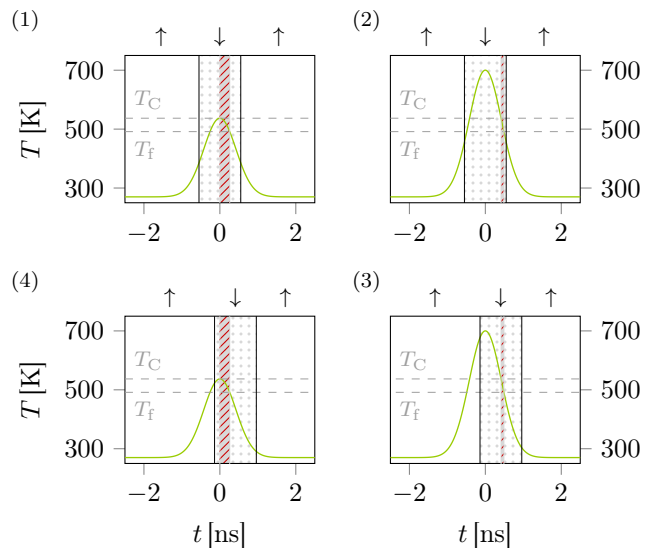 (1)
↑ ↓ ↑
(2)
↑ ↓ ↑
T [K]
700
500
300
T_C
T_f
−2 0 2
T_C
T_f
700
500
300
−2 0 2
(4)
↑ ↓ ↑
(3)
↑ ↓ ↑
T [K]
700
500
300
T_C
T_f
−2 0 2
t [ns]
T_C
T_f
700
500
300
−2 0 2
t [ns]